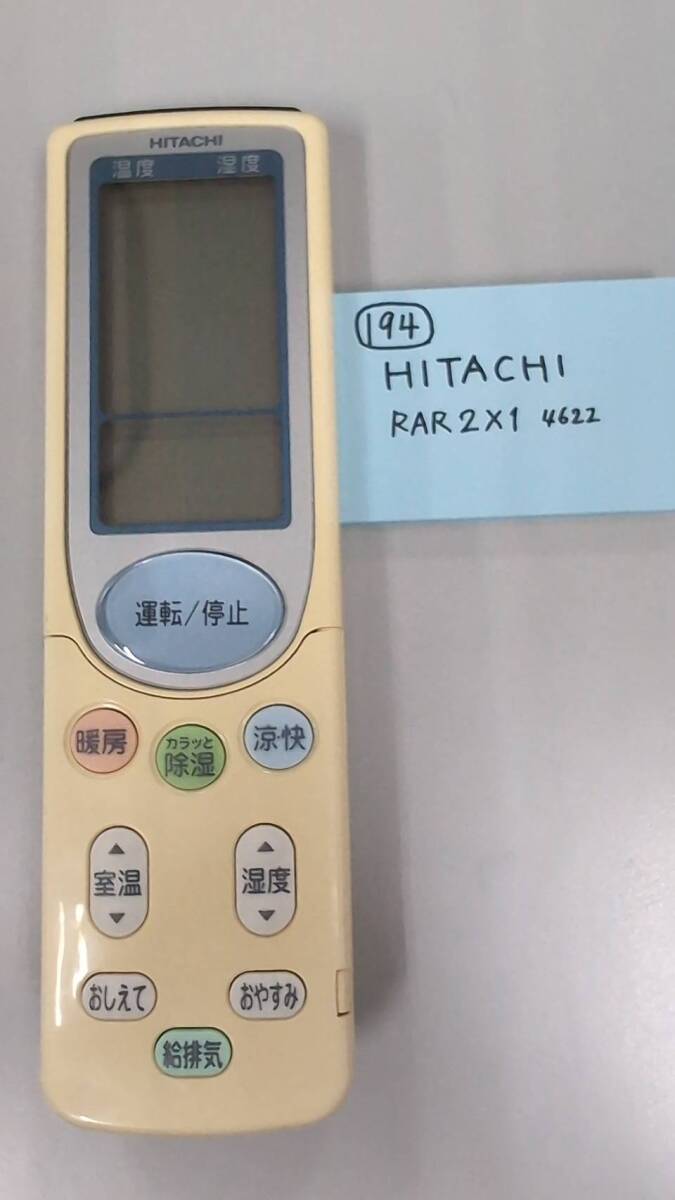 HITACHI
温度 湿度
運転/停止
暖房
カラッと
除湿
涼・快
室温
湿度
おしえて
おやすみ
給排気
194
HITACHI
RAR2X1 4622